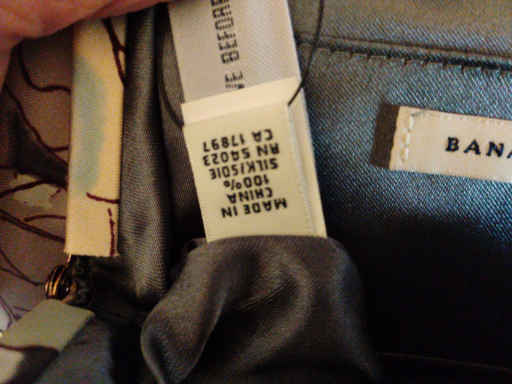 MADE IN
CHINA
100%
SILK/SOIE
RN 54023
CA 17897
BANA